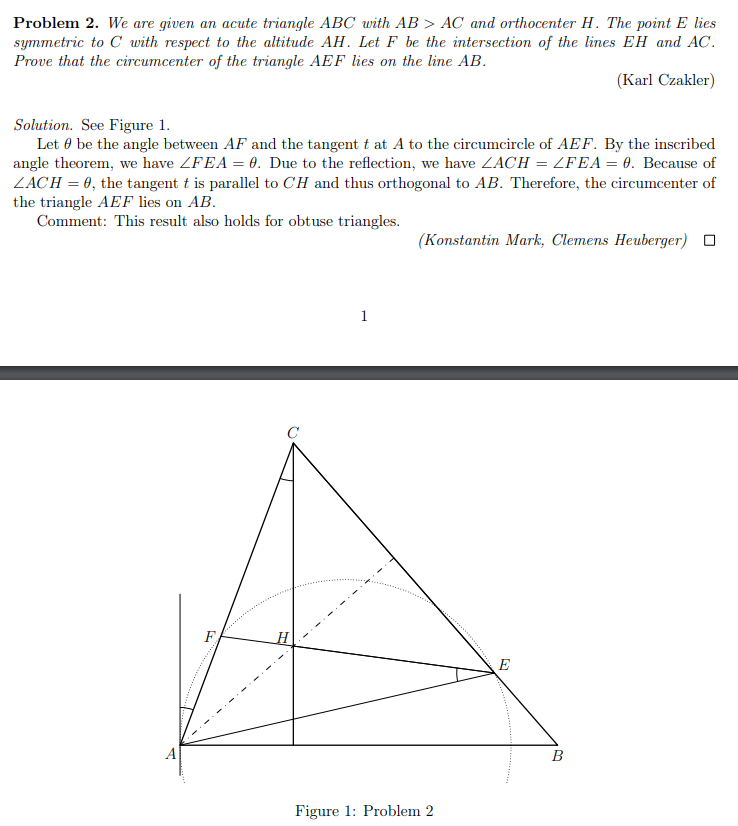 Problem 2. We are given an acute triangle ABC with AB > AC and orthocenter H. The point E lies
symmetric to C with respect to the altitude AH. Let F be the intersection of the lines EH and AC.
Prove that the circumcenter of the triangle AEF lies on the line AB.
(Karl Czakler)
Solution. See Figure 1.
Let θ be the angle between AF and the tangent t at A to the circumcircle of AEF. By the inscribed
angle theorem, we have ∠FEA = θ. Due to the reflection, we have ∠ACH = ∠FEA = θ. Because of
∠ACH = θ, the tangent t is parallel to CH and thus orthogonal to AB. Therefore, the circumcenter of
the triangle AEF lies on AB.
Comment: This result also holds for obtuse triangles.
(Konstantin Mark, Clemens Heuberger) □
1
C
F
H
E
A
B
Figure 1: Problem 2